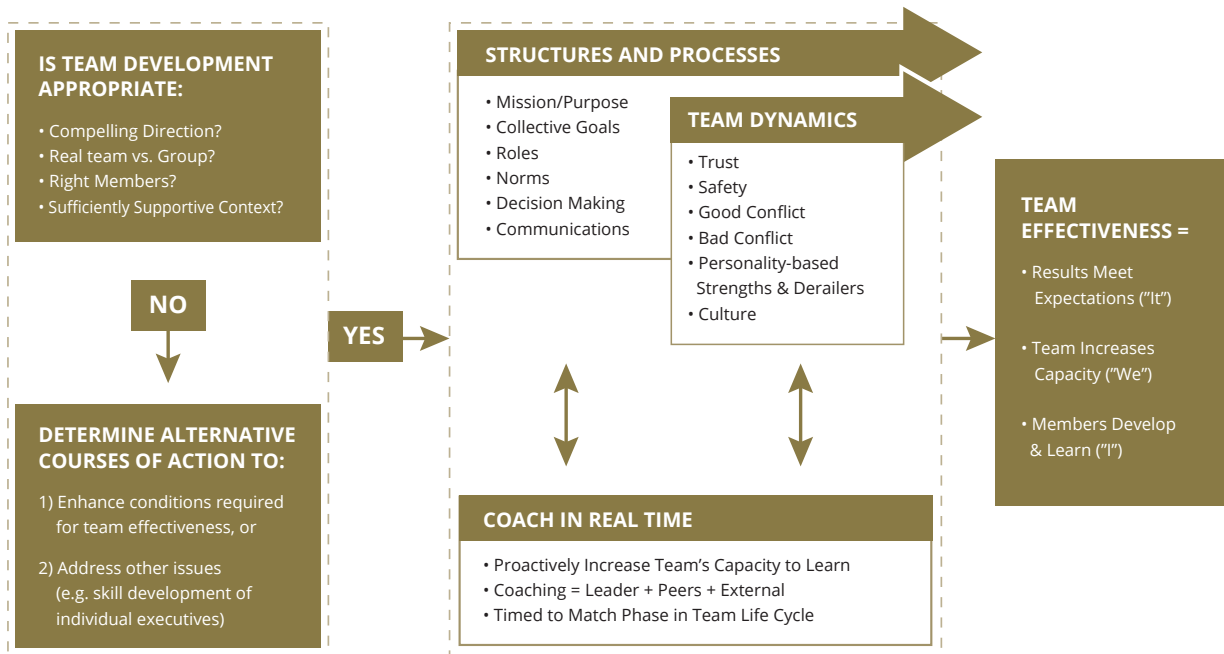 IS TEAM DEVELOPMENT
APPROPRIATE:
• Compelling Direction?
• Real team vs. Group?
• Right Members?
• Sufficiently Supportive Context?
NO
DETERMINE ALTERNATIVE
COURSES OF ACTION TO:
1) Enhance conditions required
for team effectiveness, or
2) Address other issues
(e.g. skill development of
individual executives)
YES
STRUCTURES AND PROCESSES
• Mission/Purpose
• Collective Goals
• Roles
• Norms
• Decision Making
• Communications
TEAM DYNAMICS
• Trust
• Safety
• Good Conflict
• Bad Conflict
• Personality-based
Strengths & Derailers
• Culture
COACH IN REAL TIME
• Proactively Increase Team’s Capacity to Learn
• Coaching = Leader + Peers + External
• Timed to Match Phase in Team Life Cycle
TEAM
EFFECTIVENESS =
• Results Meet
Expectations (”It”)
• Team Increases
Capacity (”We”)
• Members Develop
& Learn (”I”)